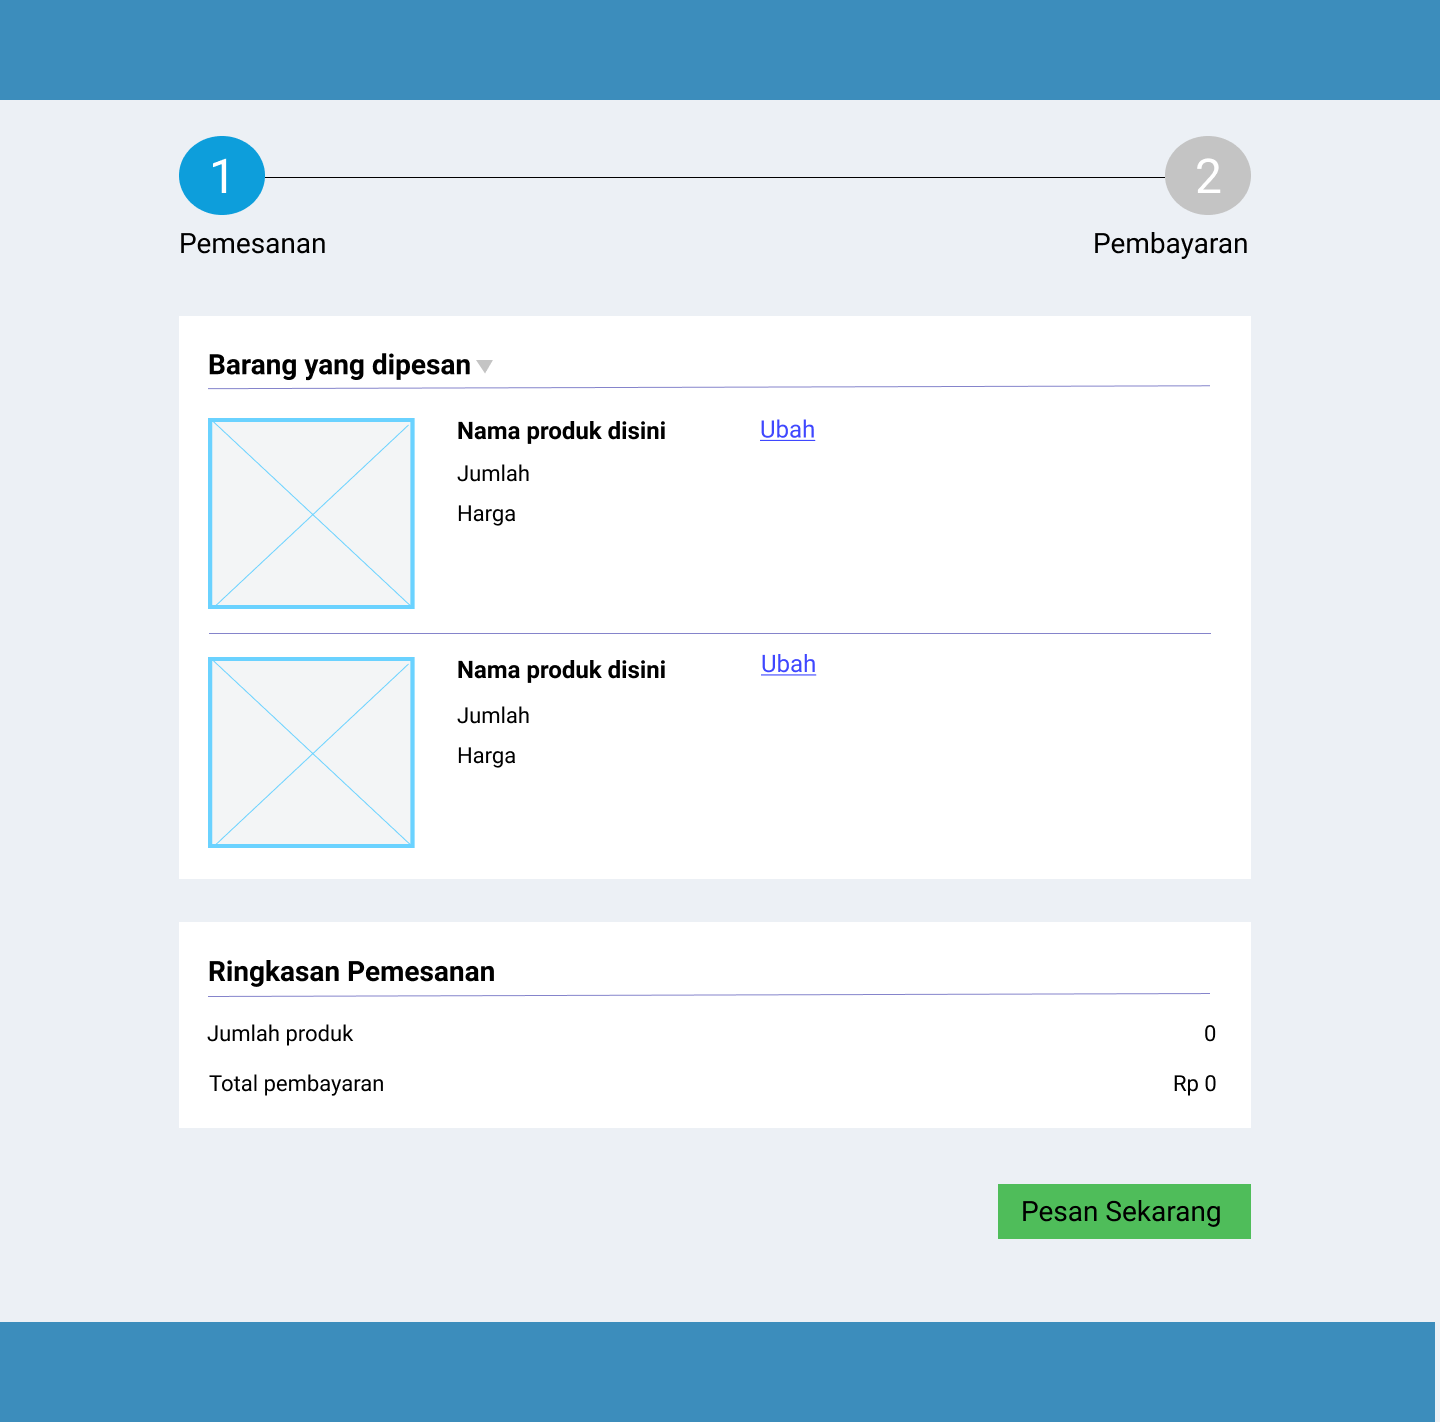 1
2
Pemesanan
Pembayaran
Barang yang dipesan
Nama produk disini
Ubah
Jumlah
Harga
Nama produk disini
Ubah
Jumlah
Harga
Ringkasan Pemesanan
Jumlah produk 0
Total pembayaran Rp 0
Pesan Sekarang